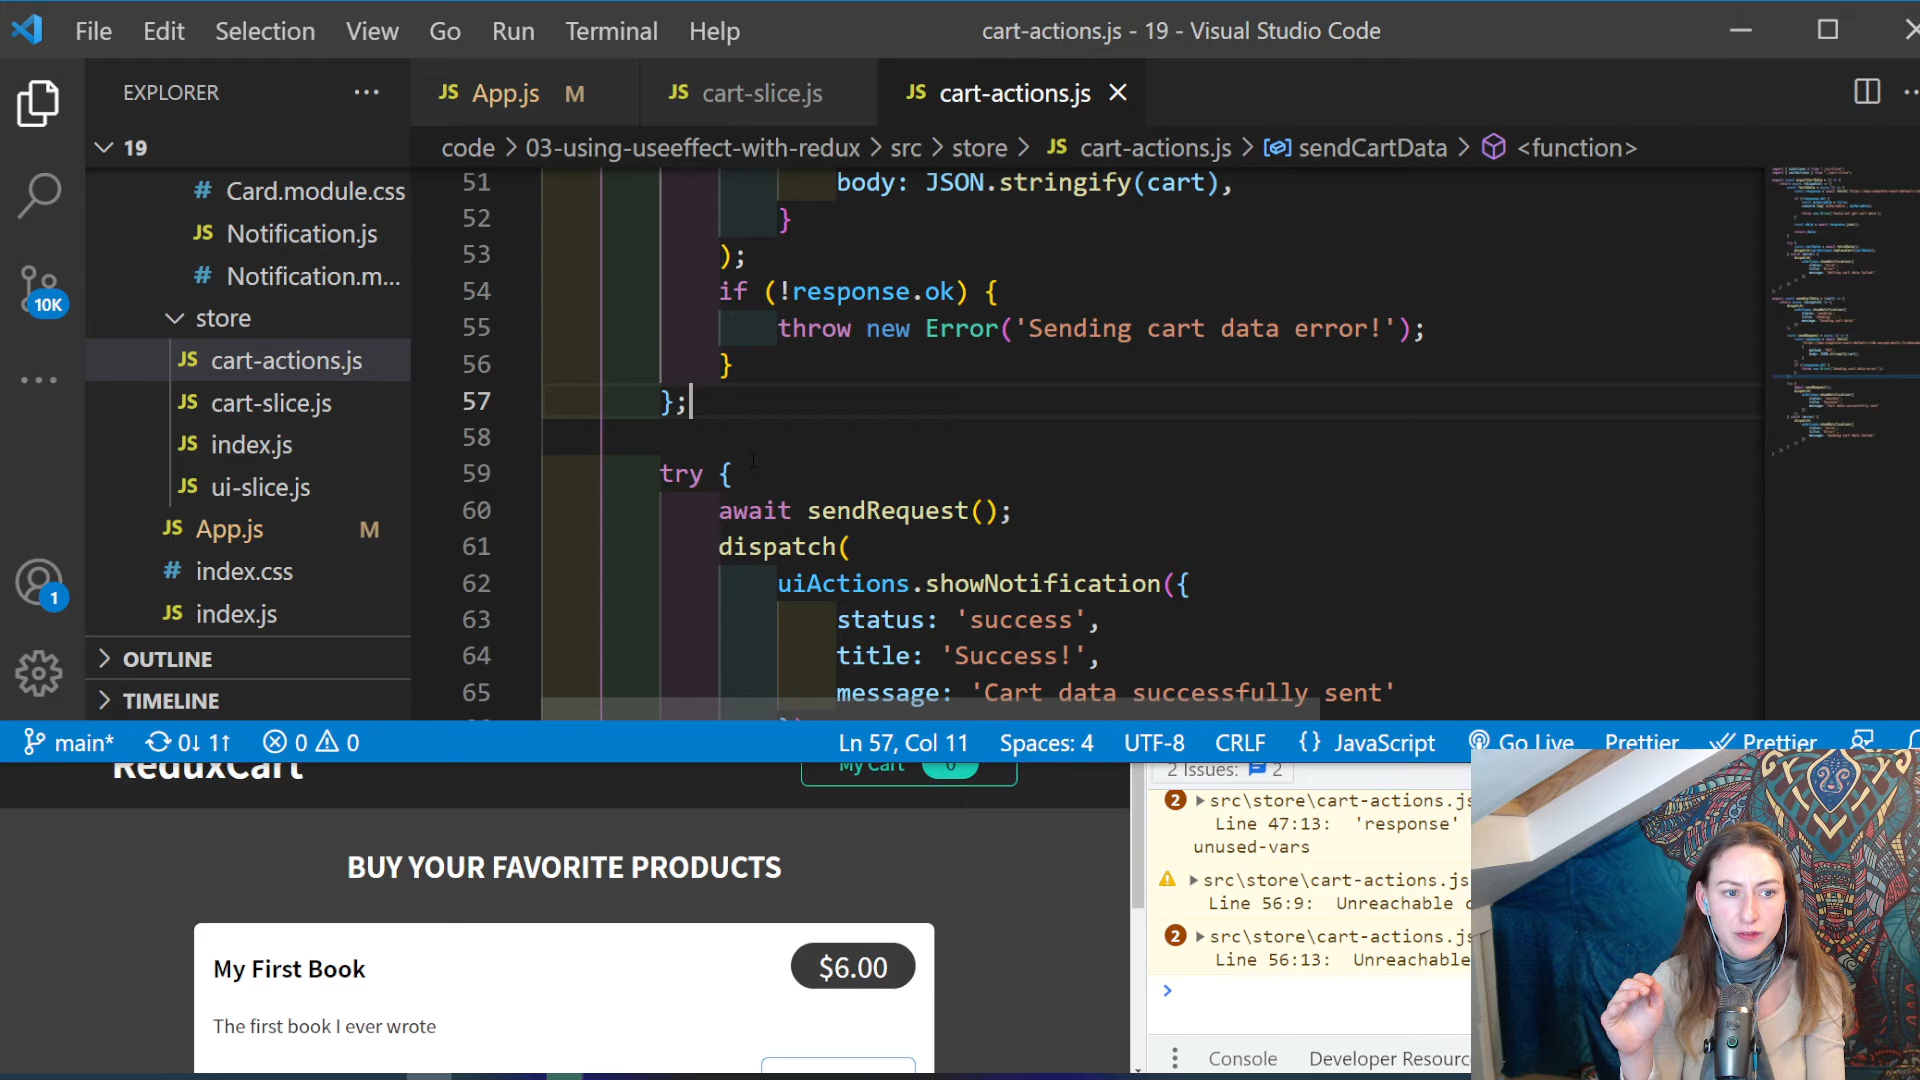 File Edit Selection View Go Run Terminal Help
cart-actions.js - 19 - Visual Studio Code
EXPLORER ···
JS App.js M
JS cart-slice.js
JS cart-actions.js
19
code > 03-using-useeffect-with-redux > src > store > JS cart-actions.js > sendCartData > <function>
# Card.module.css
JS Notification.js
# Notification.m...
store
JS cart-actions.js
JS cart-slice.js
JS index.js
JS ui-slice.js
JS App.js M
# index.css
JS index.js
OUTLINE
TIMELINE
10K
1
51 body: JSON.stringify(cart),
52 }
53 );
54 if (!response.ok) {
55 throw new Error('Sending cart data error!');
56 }
57 };
58
59 try {
60 await sendRequest();
61 dispatch(
62 uiActions.showNotification({
63 status: 'success',
64 title: 'Success!',
65 message: 'Cart data successfully sent'
main* 0↓ 1↑ 0 0 Ln 57, Col 11 Spaces: 4 UTF-8 CRLF {} JavaScript Go Live Prettier Prettier
ReduxCart
My Cart 0
BUY YOUR FAVORITE PRODUCTS
My First Book
$6.00
The first book I ever wrote
2 Issues: 2
2 src\store\cart-actions.js
Line 47:13: 'response'
unused-vars
src\store\cart-actions.js
Line 56:9: Unreachable
2 src\store\cart-actions.js
Line 56:13: Unreachable
>
Console Developer